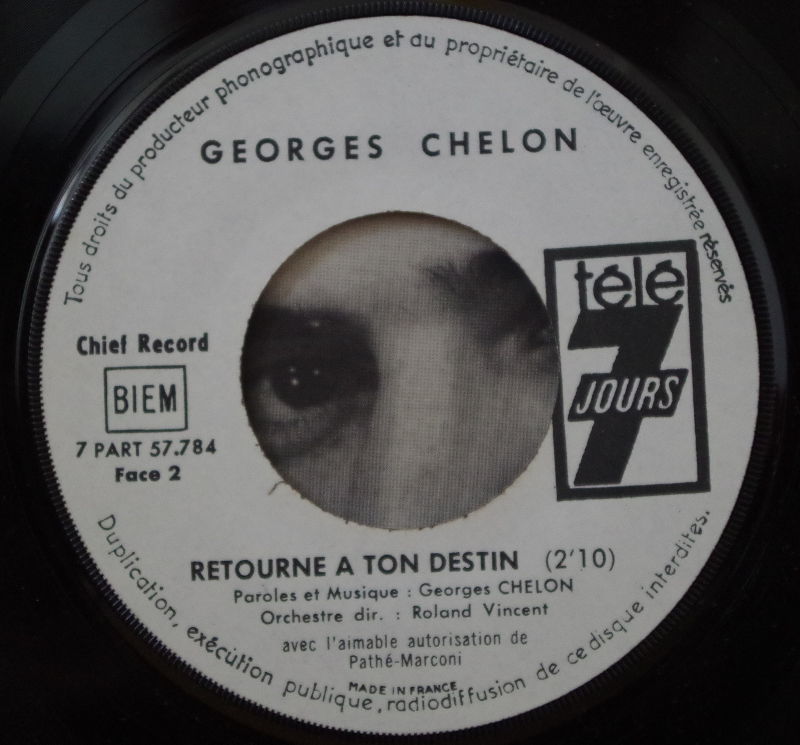 Tous droits du producteur phonographique et du propriétaire de l'œuvre enregistrée réservés
GEORGES CHELON
télé
7
JOURS
Chief Record
BIEM
7 PART 57.784
Face 2
RETOURNE A TON DESTIN (2'10)
Paroles et Musique : Georges CHELON
Orchestre dir. : Roland Vincent
avec l'aimable autorisation de
Pathé-Marconi
MADE IN FRANCE
Duplication, exécution publique, radiodiffusion de ce disque interdites.